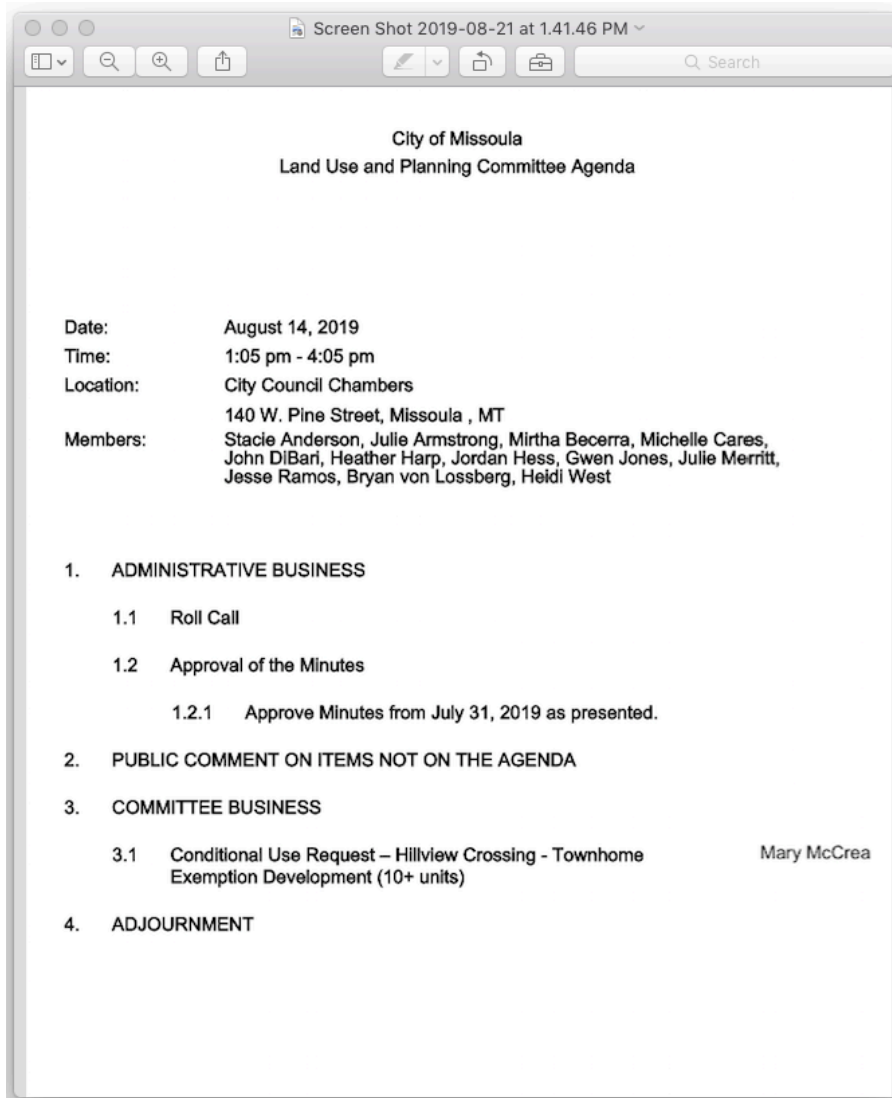 Screen Shot 2019-08-21 at 1.41.46 PM
Search
City of Missoula
Land Use and Planning Committee Agenda
Date: August 14, 2019
Time: 1:05 pm - 4:05 pm
Location: City Council Chambers
140 W. Pine Street, Missoula , MT
Members: Stacie Anderson, Julie Armstrong, Mirtha Becerra, Michelle Cares,
John DiBari, Heather Harp, Jordan Hess, Gwen Jones, Julie Merritt,
Jesse Ramos, Bryan von Lossberg, Heidi West
1. ADMINISTRATIVE BUSINESS
1.1 Roll Call
1.2 Approval of the Minutes
1.2.1 Approve Minutes from July 31, 2019 as presented.
2. PUBLIC COMMENT ON ITEMS NOT ON THE AGENDA
3. COMMITTEE BUSINESS
3.1 Conditional Use Request – Hillview Crossing - Townhome Mary McCrea
Exemption Development (10+ units)
4. ADJOURNMENT